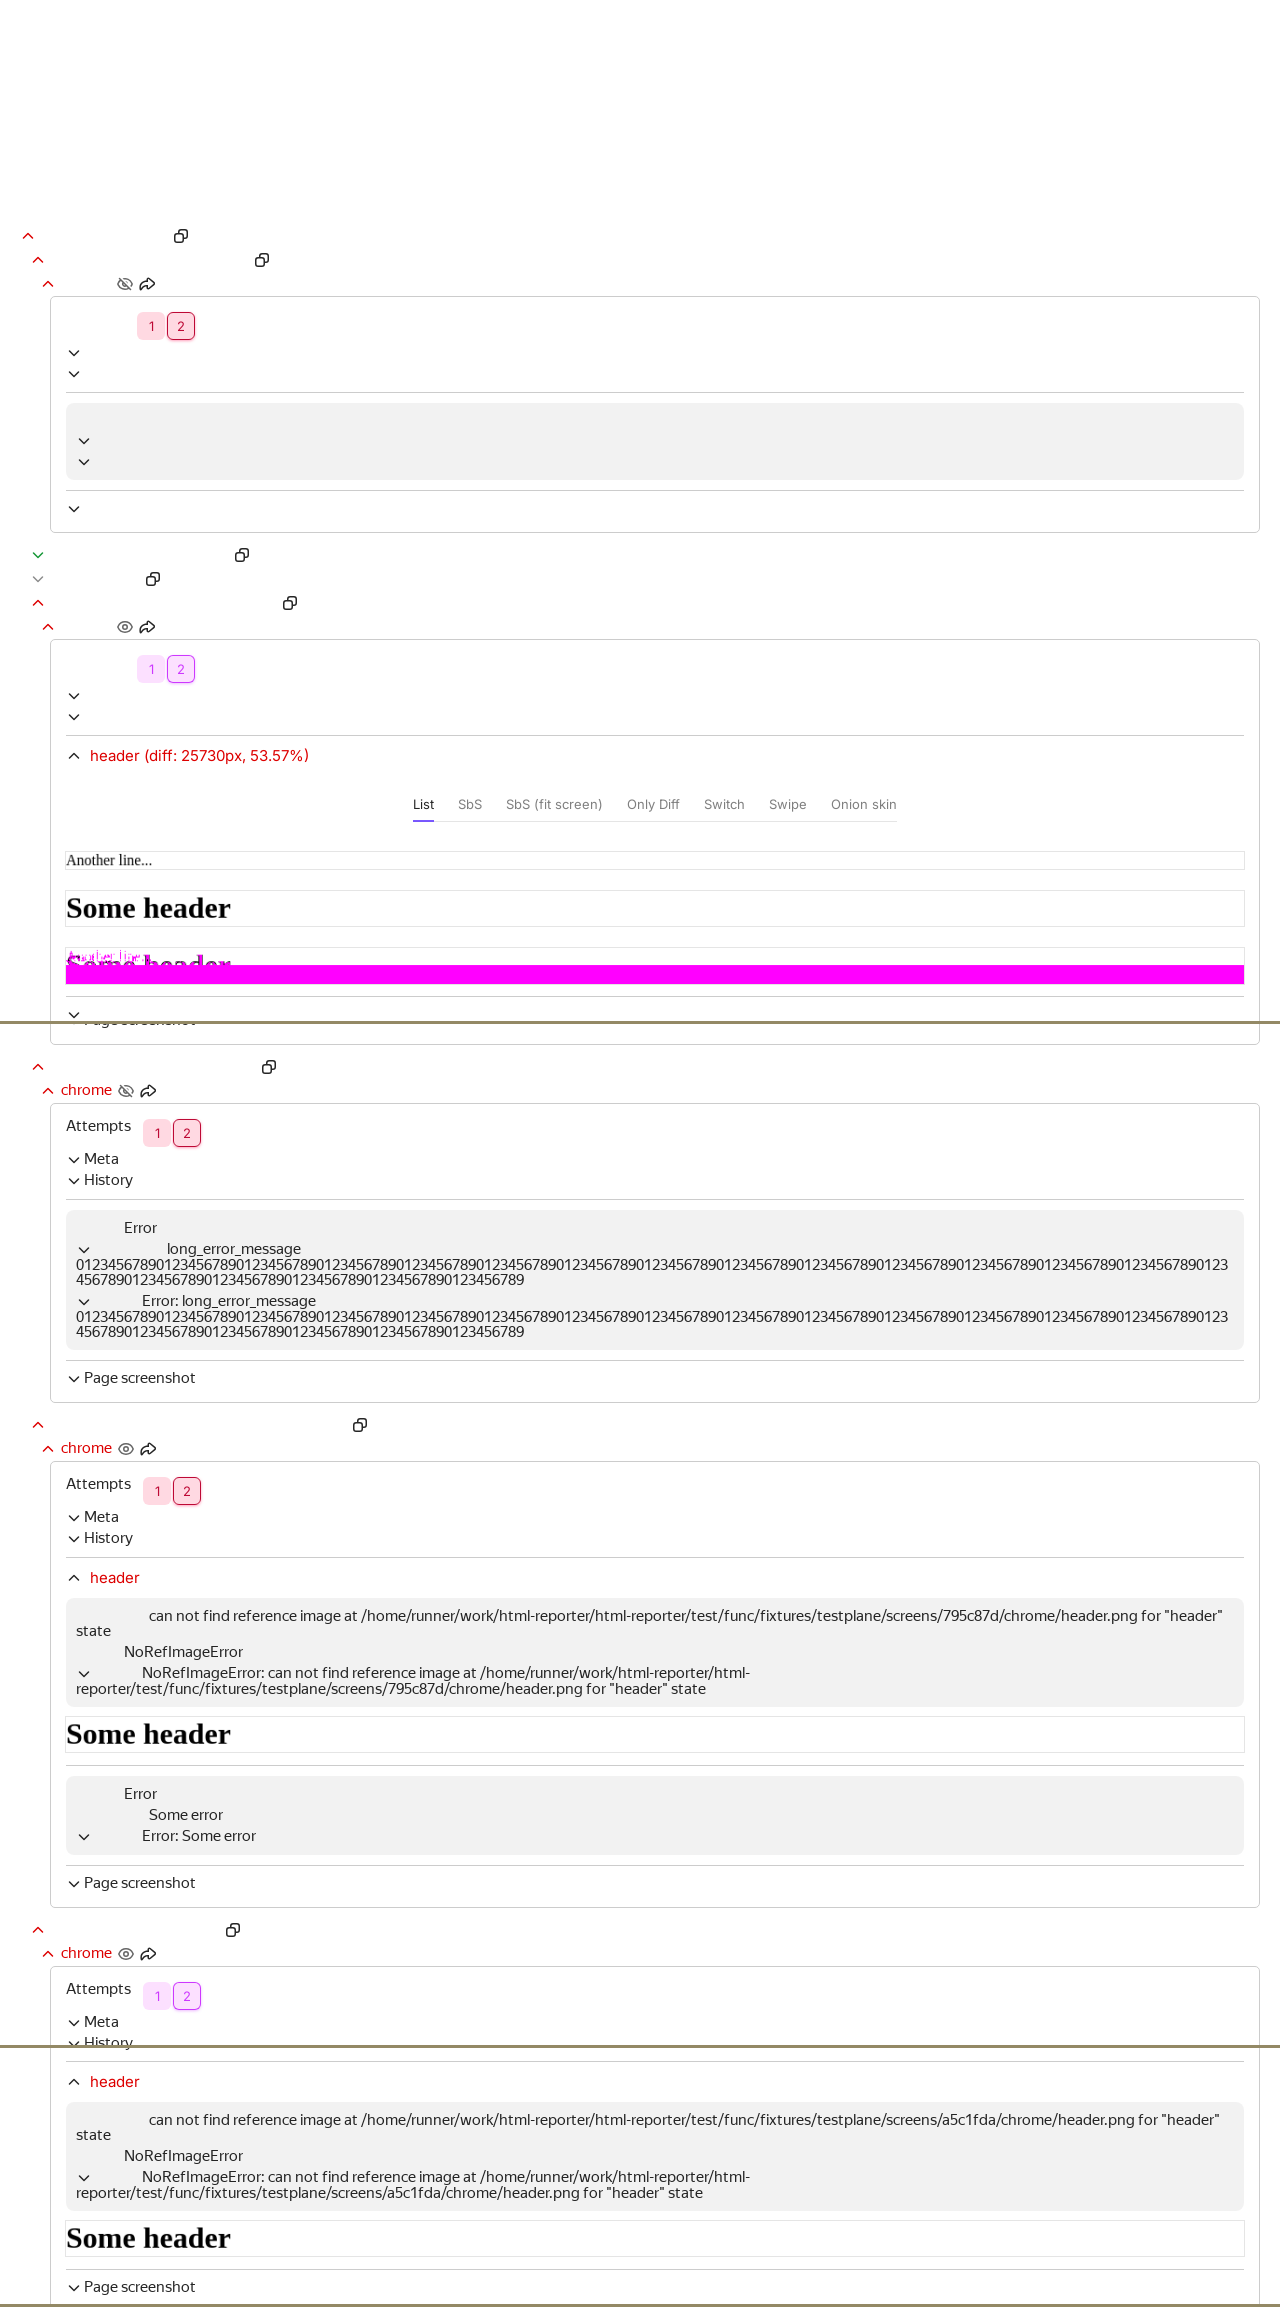 1 2
1 2
header (diff: 25730px, 53.57%)
List SbS SbS (fit screen) Only Diff Switch Swipe Onion skin
Another line...
Some header
Another line...
Some header
chrome
Attempts 1 2
Meta
History
Error
long_error_message
0123456789012345678901234567890123456789012345678901234567890123456789012345678901234567890123456789012345678901234567890123
4567890123456789012345678901234567890123456789
Error: long_error_message
0123456789012345678901234567890123456789012345678901234567890123456789012345678901234567890123456789012345678901234567890123
4567890123456789012345678901234567890123456789
Page screenshot
chrome
Attempts 1 2
Meta
History
header
can not find reference image at /home/runner/work/html-reporter/html-reporter/test/func/fixtures/testplane/screens/795c87d/chrome/header.png for "header"
state
NoRefImageError
NoRefImageError: can not find reference image at /home/runner/work/html-reporter/html-
reporter/test/func/fixtures/testplane/screens/795c87d/chrome/header.png for "header" state
Some header
Error
Some error
Error: Some error
Page screenshot
chrome
Attempts 1 2
Meta
History
header
can not find reference image at /home/runner/work/html-reporter/html-reporter/test/func/fixtures/testplane/screens/a5c1fda/chrome/header.png for "header"
state
NoRefImageError
NoRefImageError: can not find reference image at /home/runner/work/html-reporter/html-
reporter/test/func/fixtures/testplane/screens/a5c1fda/chrome/header.png for "header" state
Some header
Page screenshot